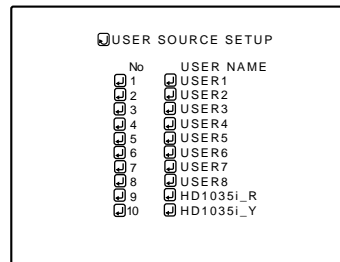 USER SOURCE SETUP
No USER NAME
1 USER1
2 USER2
3 USER3
4 USER4
5 USER5
6 USER6
7 USER7
8 USER8
9 HD1035i_R
10 HD1035i_Y